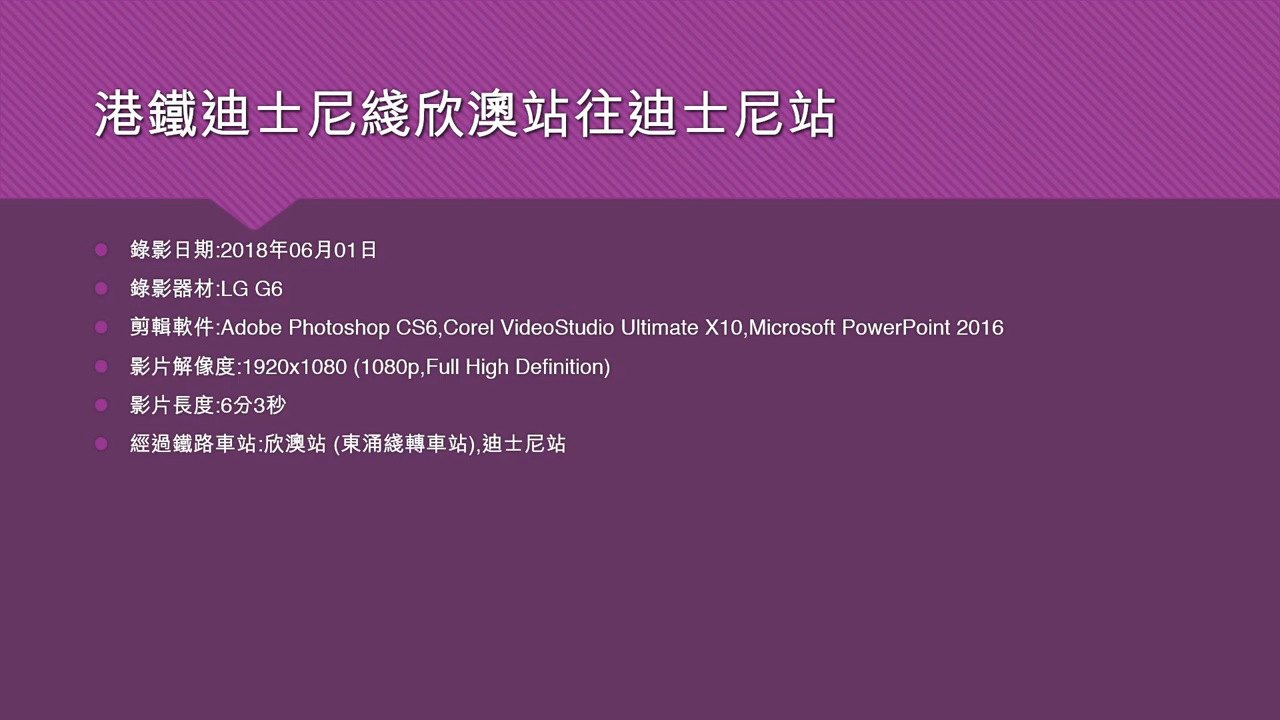 港鐵迪士尼綫欣澳站往迪士尼站
錄影日期:2018年06月01日
錄影器材:LG G6
剪輯軟件:Adobe Photoshop CS6,Corel VideoStudio Ultimate X10,Microsoft PowerPoint 2016
影片解像度:1920x1080 (1080p,Full High Definition)
影片長度:6分3秒
經過鐵路車站:欣澳站 (東涌綫轉車站),迪士尼站